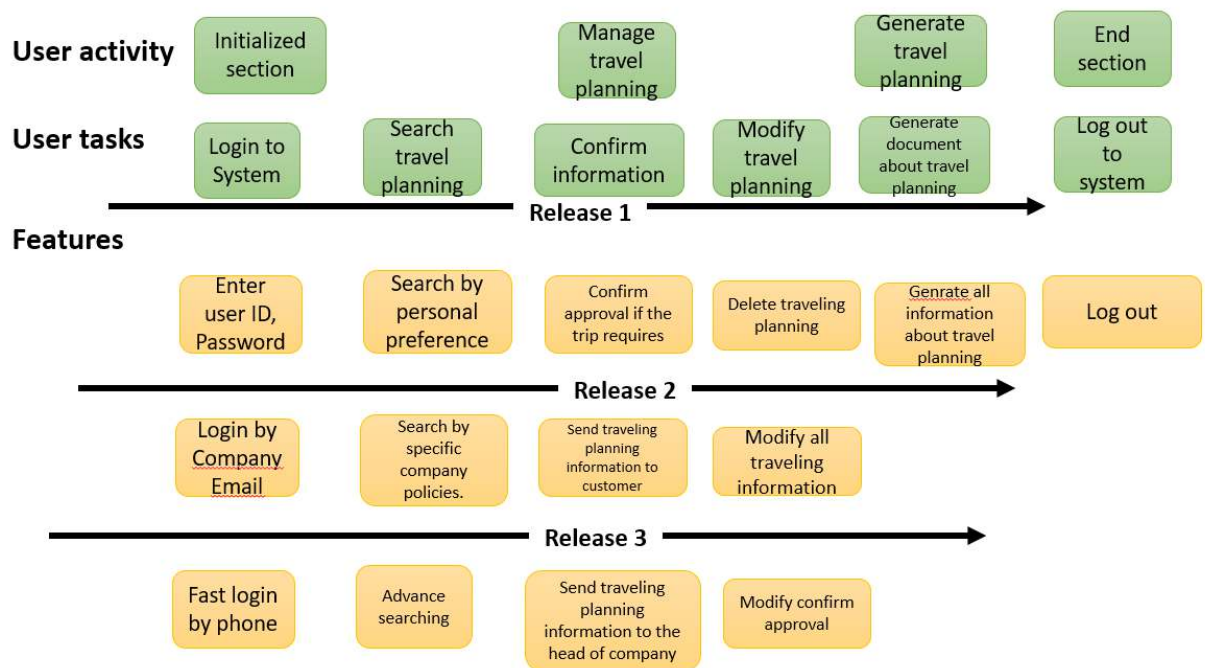 User activity
Initialized
section
Manage
travel
planning
Generate
travel
planning
End
section
User tasks
Login to
System
Search
travel
planning
Confirm
information
Modify
travel
planning
Generate
document
about travel
planning
Log out
to
system
Release 1
Features
Enter
user ID,
Password
Search by
personal
preference
Confirm
approval if the
trip requires
Delete traveling
planning
Genrate all
information
about travel
planning
Log out
Release 2
Login by
Company
Email
Search by
specific
company
policies.
Send traveling
planning
information to
customer
Modify all
traveling
information
Release 3
Fast login
by phone
Advance
searching
Send traveling
planning
information to the
head of company
Modify confirm
approval